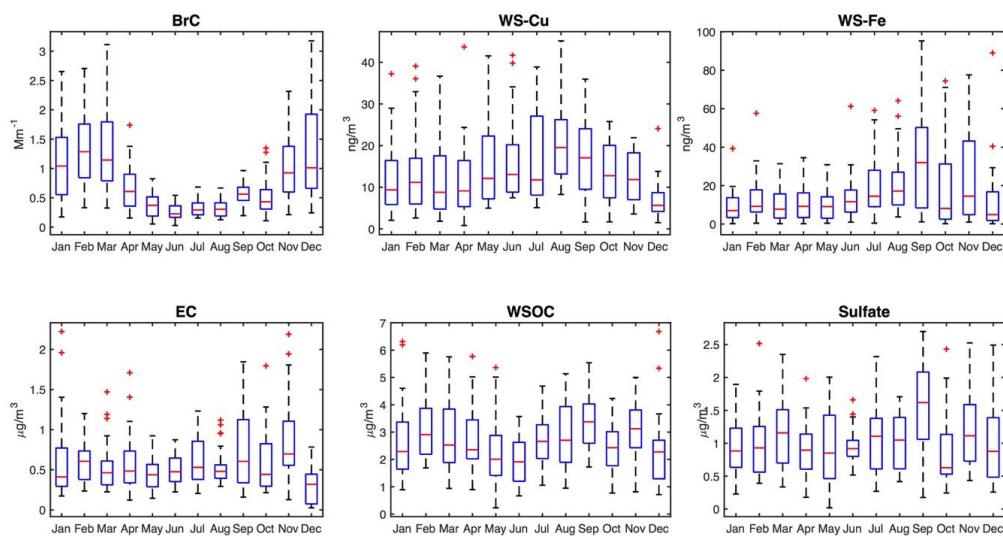 BrC
Mm-1
3
2.5
2
1.5
1
0.5
0
Jan Feb Mar Apr May Jun Jul Aug Sep Oct Nov Dec
WS-Cu
ng/m3
40
30
20
10
0
Jan Feb Mar Apr May Jun Jul Aug Sep Oct Nov Dec
WS-Fe
ng/m3
100
80
60
40
20
0
Jan Feb Mar Apr May Jun Jul Aug Sep Oct Nov Dec
EC
μg/m3
2
1.5
1
0.5
0
Jan Feb Mar Apr May Jun Jul Aug Sep Oct Nov Dec
WSOC
μg/m3
7
6
5
4
3
2
1
0
Jan Feb Mar Apr May Jun Jul Aug Sep Oct Nov Dec
Sulfate
μg/m3
2.5
2
1.5
1
0.5
0
Jan Feb Mar Apr May Jun Jul Aug Sep Oct Nov Dec